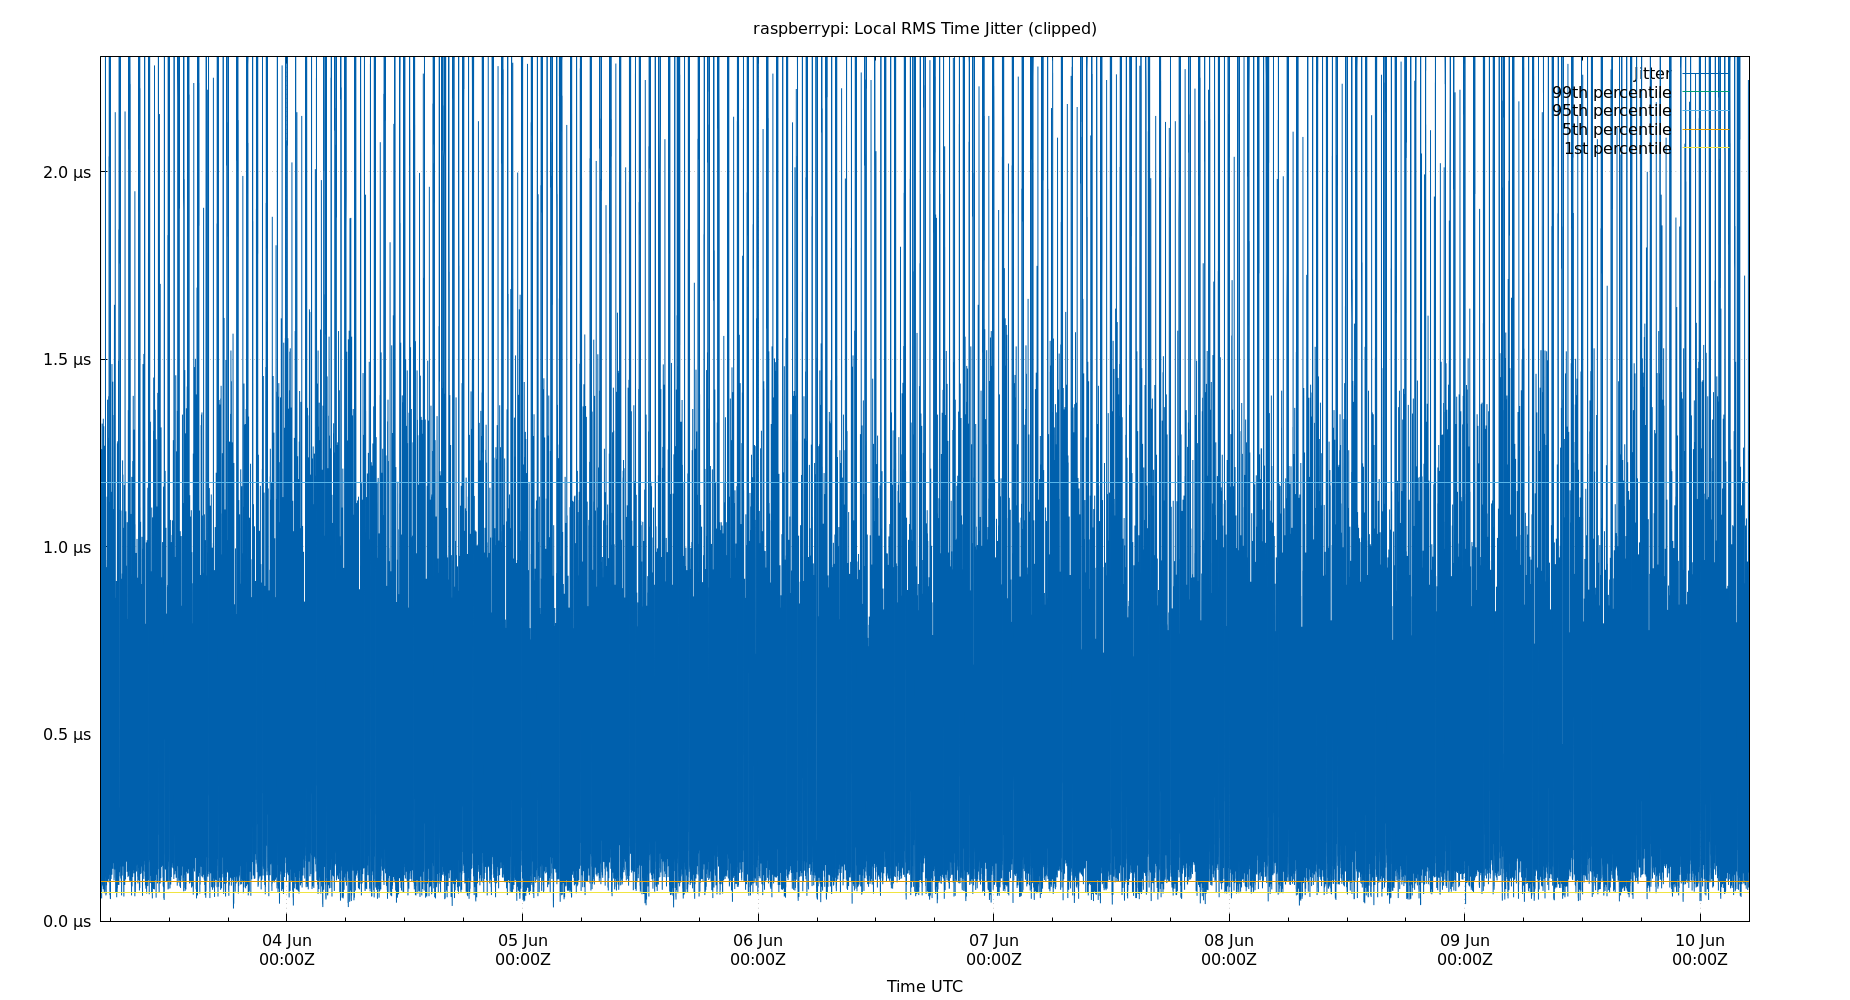 raspberrypi: Local RMS Time Jitter (clipped)
jitter
99th percentile
95th percentile
5th percentile
1st percentile
2.0 µs
1.5 µs
1.0 µs
0.5 µs
0.0 µs
04 Jun 05 Jun 06 Jun 07 Jun 08 Jun 09 Jun 10 Jun
00:00Z 00:00Z 00:00Z 00:00Z 00:00Z 00:00Z 00:00Z
Time UTC